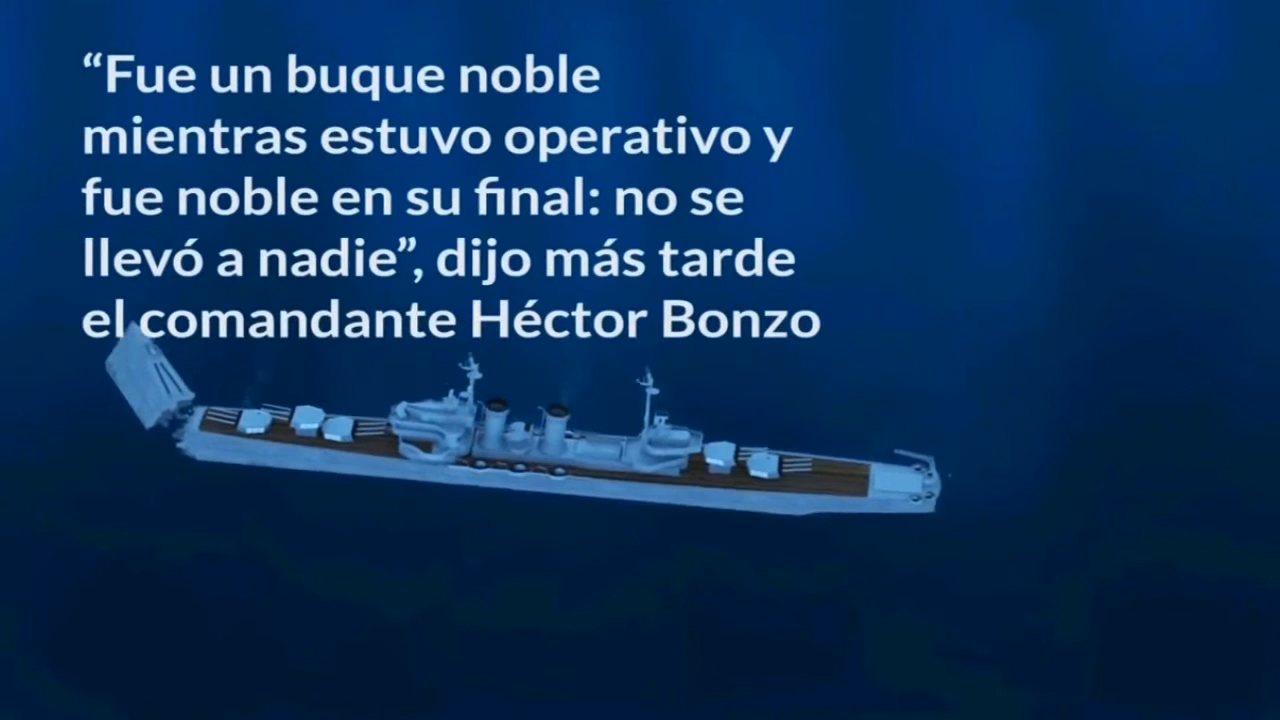 “Fue un buque noble
mientras estuvo operativo y
fue noble en su final: no se
llevó a nadie”, dijo más tarde
el comandante Héctor Bonzo